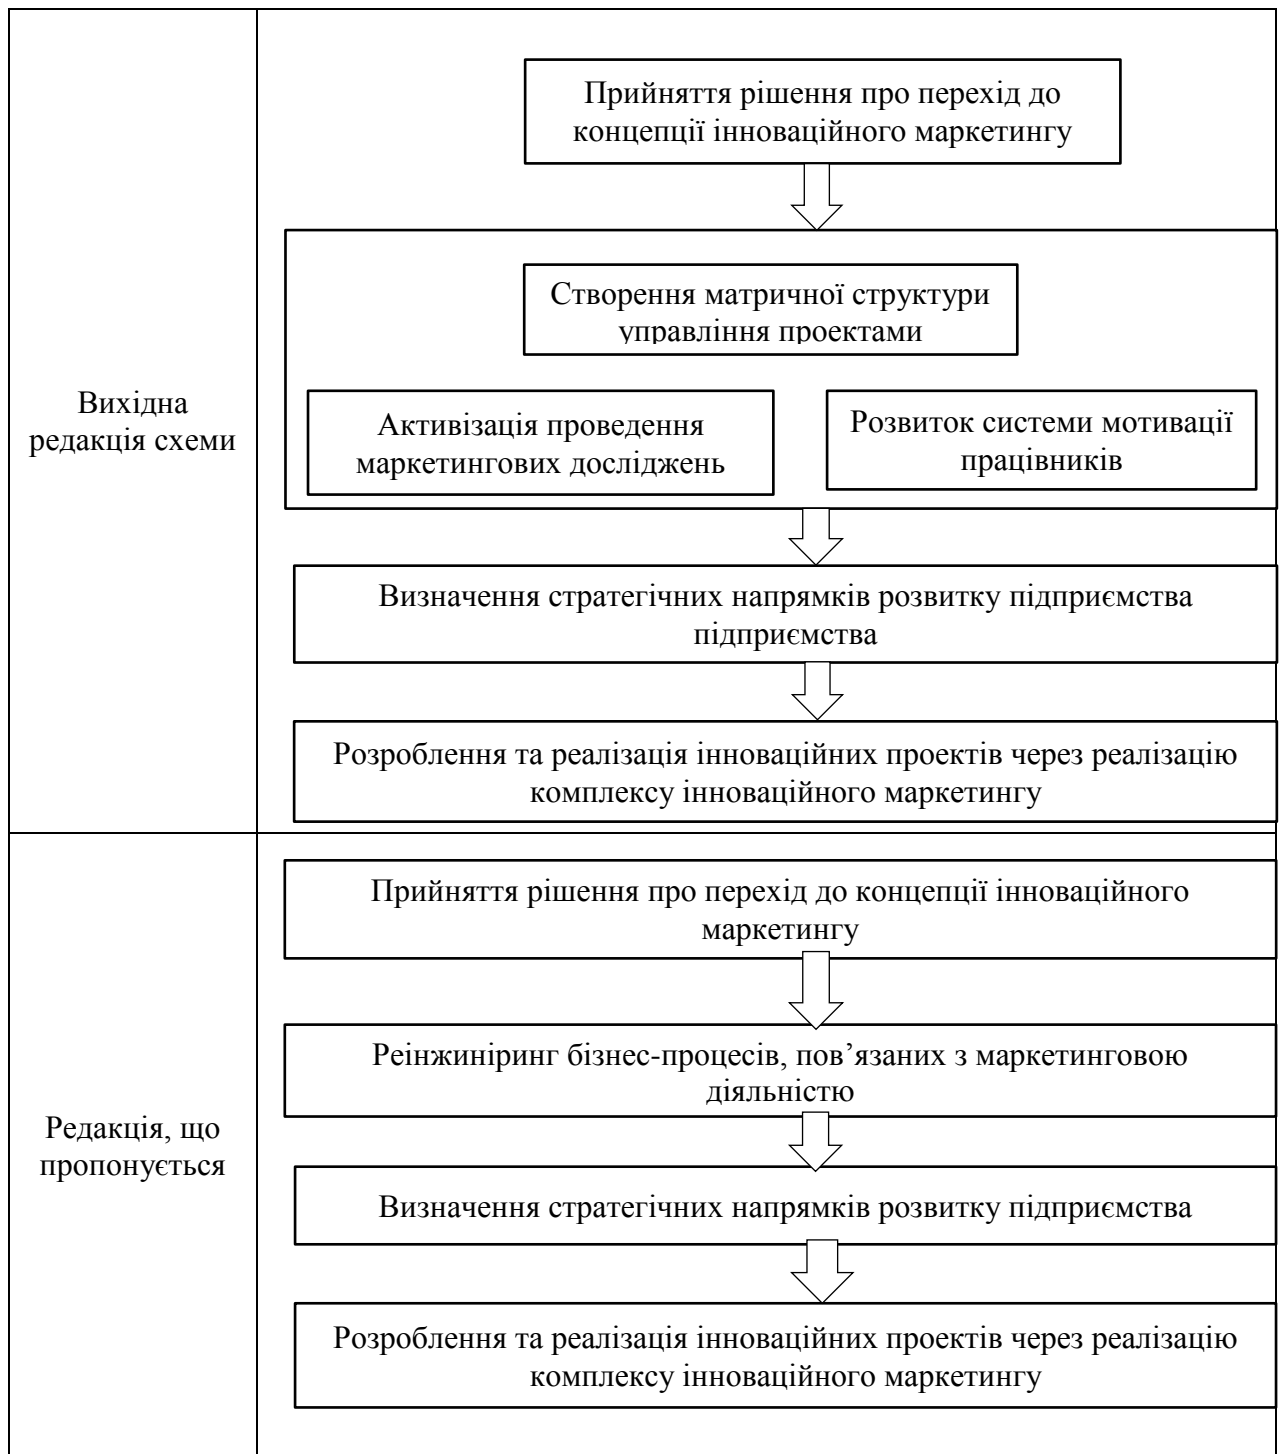 Вихідна
редакція схеми
Прийняття рішення про перехід до
концепції інноваційного маркетингу
Створення матричної структури
управління проектами
Активізація проведення
маркетингових досліджень
Розвиток системи мотивації
працівників
Визначення стратегічних напрямків розвитку підприємства
підприємства
Розроблення та реалізація інноваційних проектів через реалізацію
комплексу інноваційного маркетингу
Редакція, що
пропонується
Прийняття рішення про перехід до концепції інноваційного
маркетингу
Реінжиніринг бізнес-процесів, пов’язаних з маркетинговою
діяльністю
Визначення стратегічних напрямків розвитку підприємства
Розроблення та реалізація інноваційних проектів через реалізацію
комплексу інноваційного маркетингу